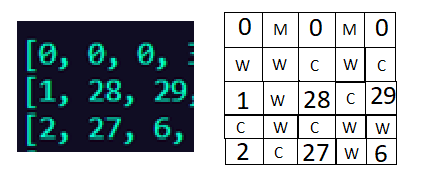 [0, 0, 0,
[1, 28, 29,
[2, 27, 6,
0 M 0 M 0
W W C W C
1 W 28 C 29
C W C W W
2 C 27 W 6